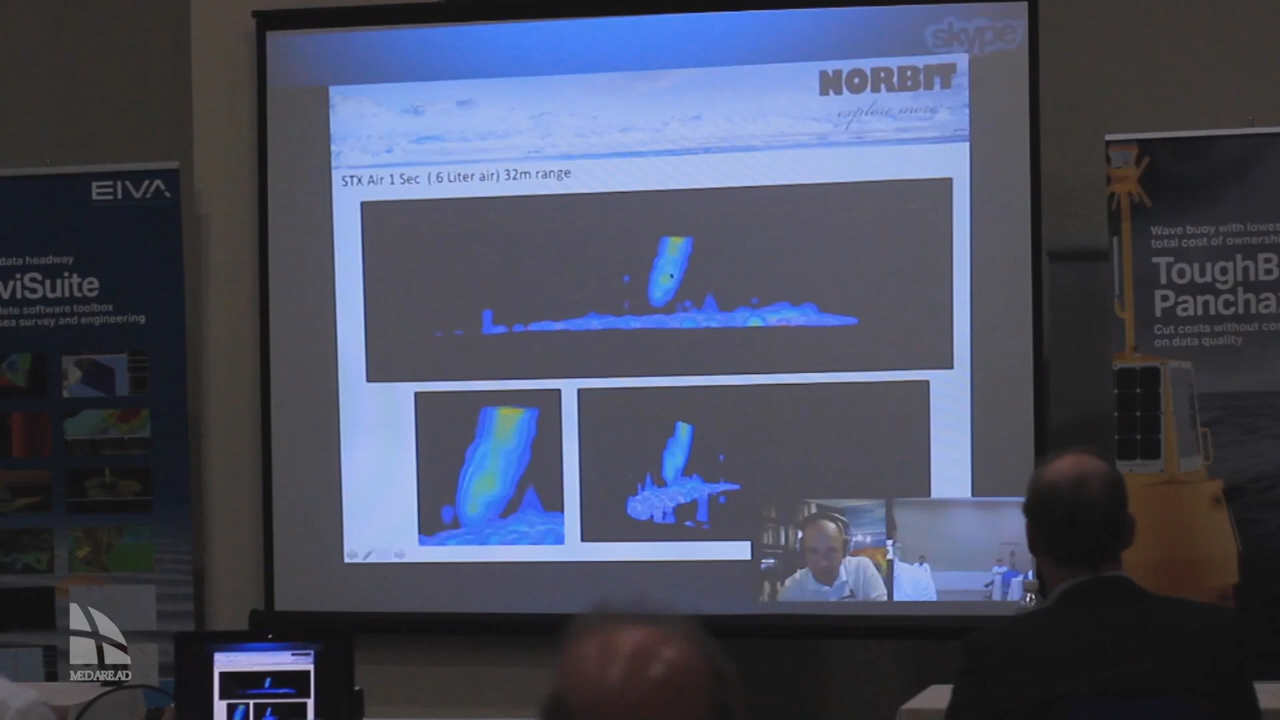 skype
NORBIT
explore more
STX Air 1 Sec (.6 Liter air) 32m range
EIVA
data headway
viSuite
lete software toolbox
sea survey and engineering
Wave buoy with lowes
total cost of ownersh
ToughB
Pancha
Cut costs without co
on data quality
MEDAREAD